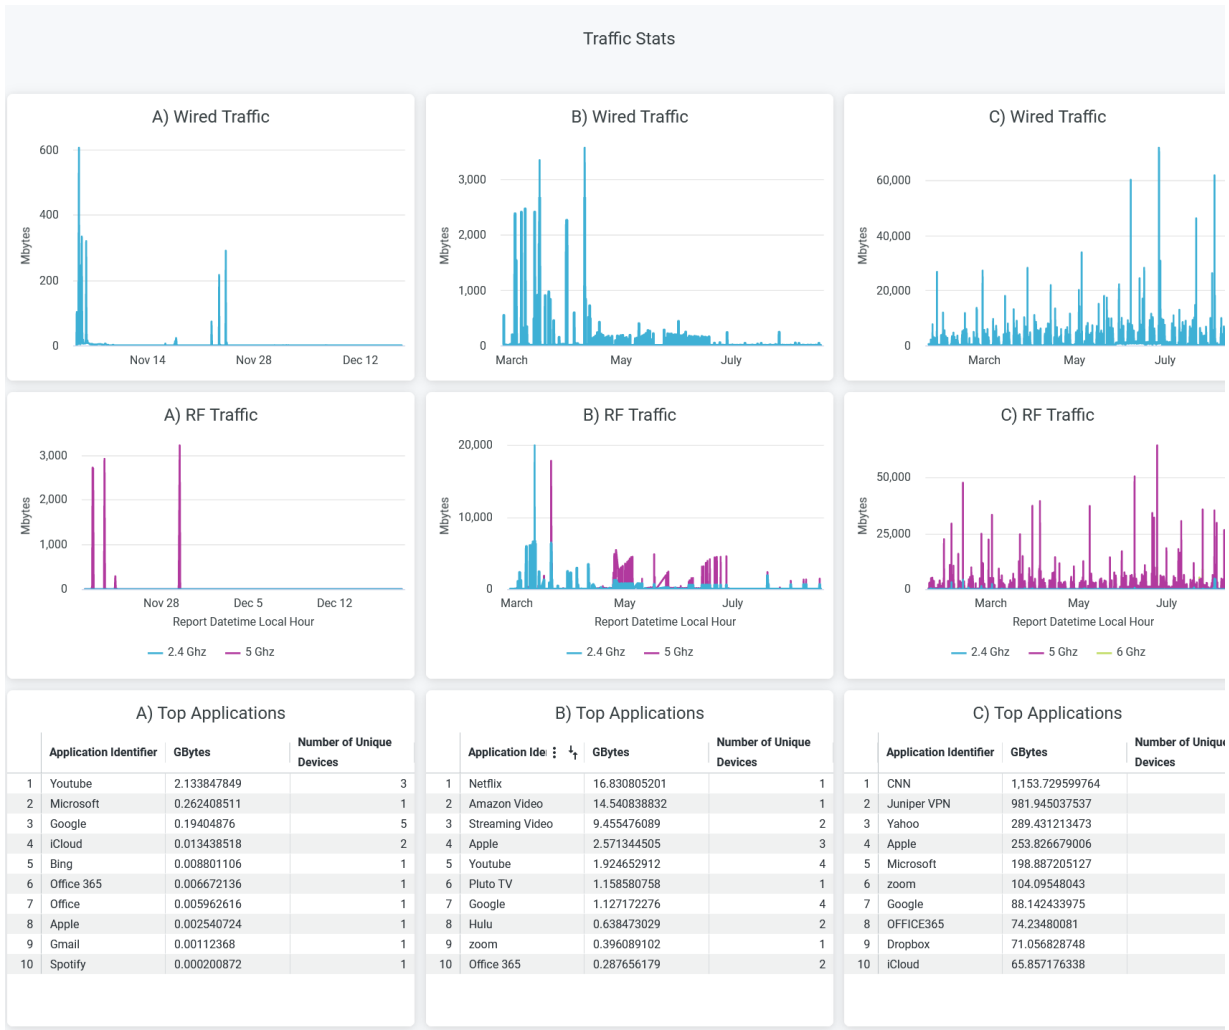 Traffic Stats
A) Wired Traffic
600
400
200
0
Mbytes
Nov 14 Nov 28 Dec 12
B) Wired Traffic
3,000
2,000
1,000
0
Mbytes
March May July
C) Wired Traffic
60,000
40,000
20,000
0
Mbytes
March May July
A) RF Traffic
3,000
2,000
1,000
0
Mbytes
Nov 28 Dec 5 Dec 12
Report Datetime Local Hour
2.4 Ghz 5 Ghz
B) RF Traffic
20,000
10,000
0
Mbytes
March May July
Report Datetime Local Hour
2.4 Ghz 5 Ghz
C) RF Traffic
50,000
25,000
0
Mbytes
March May July
Report Datetime Local Hour
2.4 Ghz 5 Ghz 6 Ghz
A) Top Applications
Application Identifier GBytes Number of Unique
Devices
1 Youtube 2.133847849 3
2 Microsoft 0.262408511 1
3 Google 0.19404876 5
4 iCloud 0.013438518 2
5 Bing 0.008801106 1
6 Office 365 0.006672136 1
7 Office 0.005962616 1
8 Apple 0.002540724 1
9 Gmail 0.00112368 1
10 Spotify 0.000200872 1
B) Top Applications
Application Ide GBytes Number of Unique
Devices
1 Netflix 16.830805201 1
2 Amazon Video 14.540838832 1
3 Streaming Video 9.455476089 2
4 Apple 2.571344505 3
5 Youtube 1.924652912 4
6 Pluto TV 1.158580758 1
7 Google 1.127172276 4
8 Hulu 0.638473029 2
9 zoom 0.396089102 1
10 Office 365 0.287656179 2
C) Top Applications
Application Identifier GBytes Number of Unique
Devices
1 CNN 1,153.729599764
2 Juniper VPN 981.945037537
3 Yahoo 289.431213473
4 Apple 253.826679006
5 Microsoft 198.887205127
6 zoom 104.09548043
7 Google 88.142433975
8 OFFICE365 74.23480081
9 Dropbox 71.056828748
10 iCloud 65.857176338